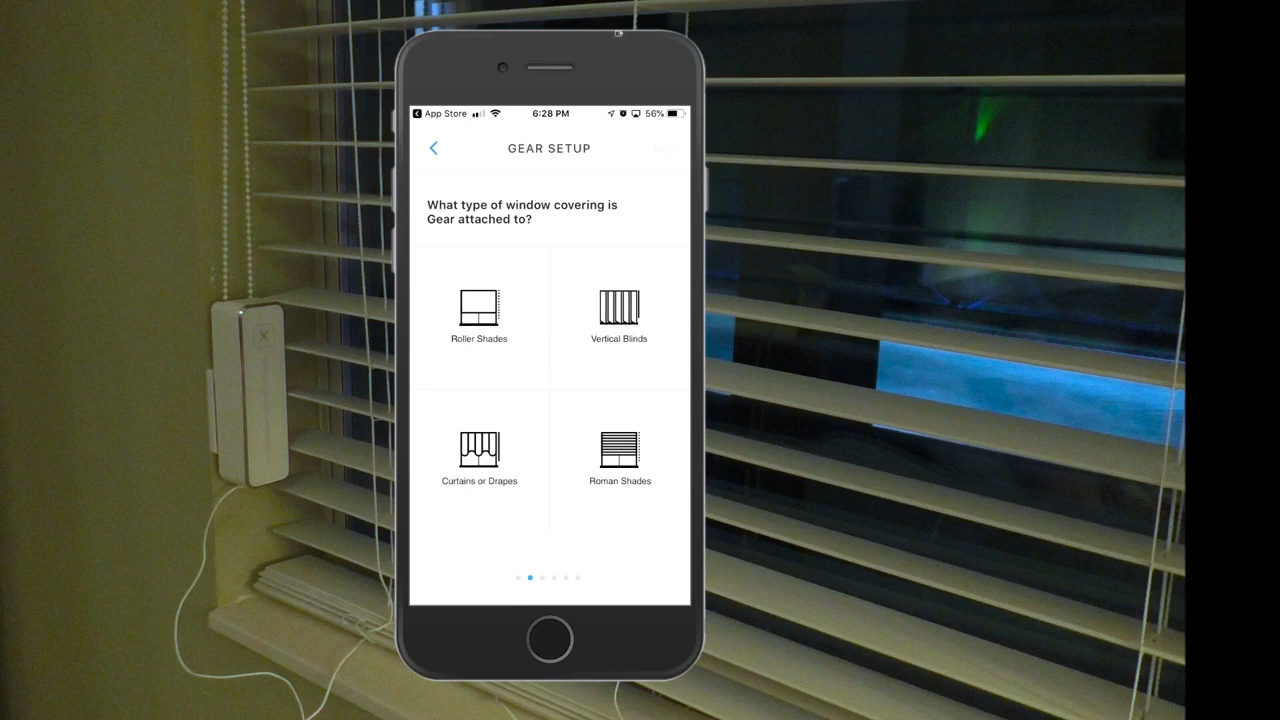 App Store
6:28 PM
56%
GEAR SETUP
What type of window covering is
Gear attached to?
Roller Shades
Vertical Blinds
Curtains or Drapes
Roman Shades